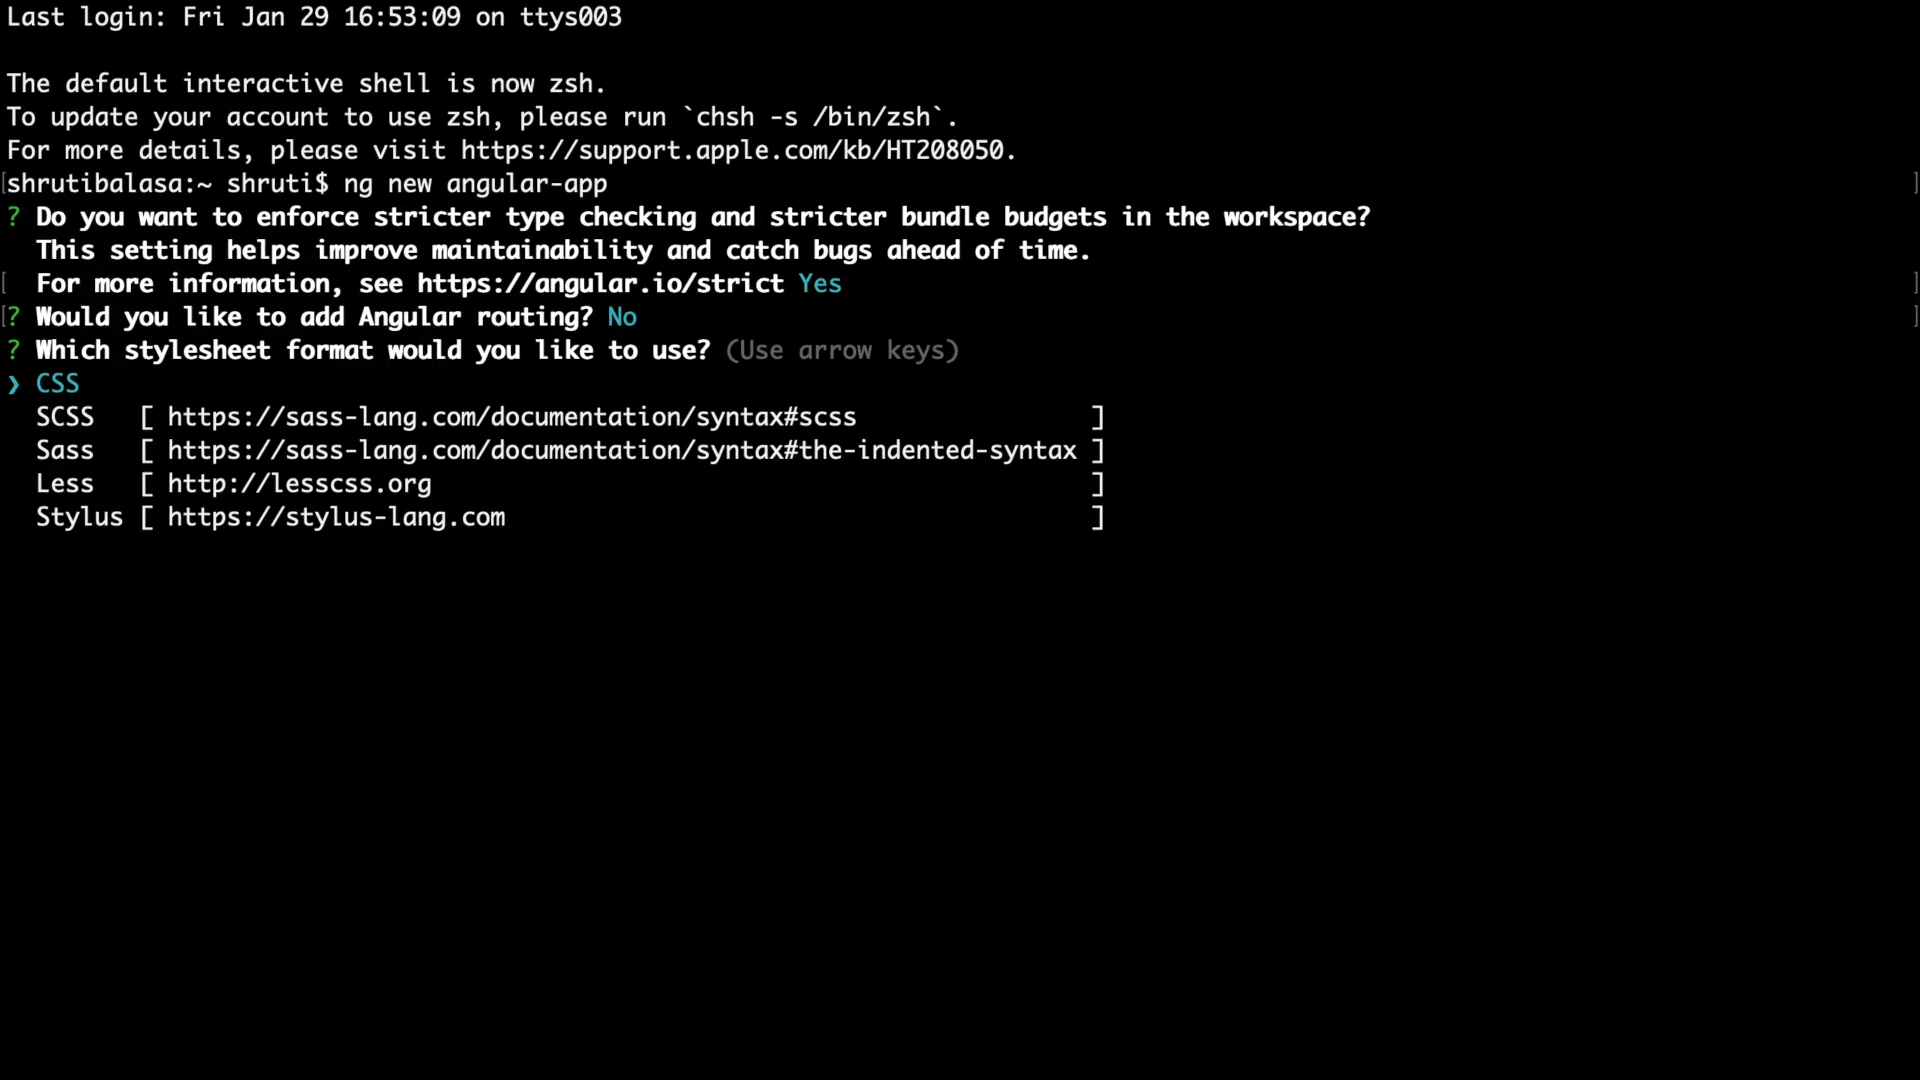 Last login: Fri Jan 29 16:53:09 on ttys003
The default interactive shell is now zsh.
To update your account to use zsh, please run `chsh -s /bin/zsh`.
For more details, please visit https://support.apple.com/kb/HT208050.
[shrutibalasa:~ shruti$ ng new angular-app ]
? Do you want to enforce stricter type checking and stricter bundle budgets in the workspace?
This setting helps improve maintainability and catch bugs ahead of time.
[ For more information, see https://angular.io/strict Yes ]
[? Would you like to add Angular routing? No ]
? Which stylesheet format would you like to use? (Use arrow keys)
❯ CSS
SCSS [ https://sass-lang.com/documentation/syntax#scss ]
Sass [ https://sass-lang.com/documentation/syntax#the-indented-syntax ]
Less [ http://lesscss.org ]
Stylus [ https://stylus-lang.com ]